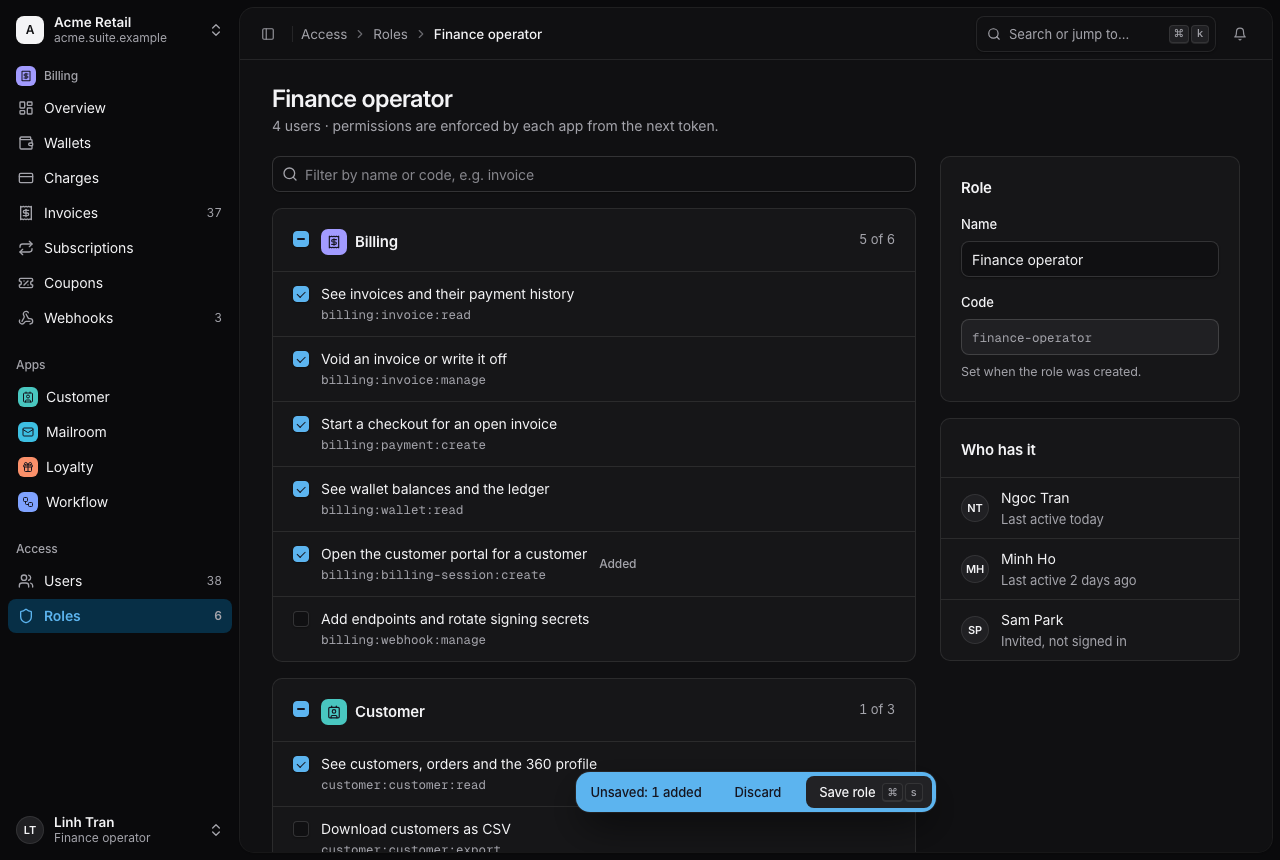 A
Acme Retail
acme.suite.example
Billing
Overview
Wallets
Charges
Invoices 37
Subscriptions
Coupons
Webhooks 3
Apps
Customer
Mailroom
Loyalty
Workflow
Access
Users 38
Roles 6
LT
Linh Tran
Finance operator
Access > Roles > Finance operator
Search or jump to... ⌘ k
Finance operator
4 users · permissions are enforced by each app from the next token.
Filter by name or code, e.g. invoice
Billing 5 of 6
See invoices and their payment history
billing:invoice:read
Void an invoice or write it off
billing:invoice:manage
Start a checkout for an open invoice
billing:payment:create
See wallet balances and the ledger
billing:wallet:read
Open the customer portal for a customer
billing:billing-session:create
Added
Add endpoints and rotate signing secrets
billing:webhook:manage
Customer 1 of 3
See customers, orders and the 360 profile
customer:customer:read
Download customers as CSV
customer:customer:export
Unsaved: 1 added Discard Save role ⌘ s
Role
Name
Finance operator
Code
finance-operator
Set when the role was created.
Who has it
NT
Ngoc Tran
Last active today
MH
Minh Ho
Last active 2 days ago
SP
Sam Park
Invited, not signed in